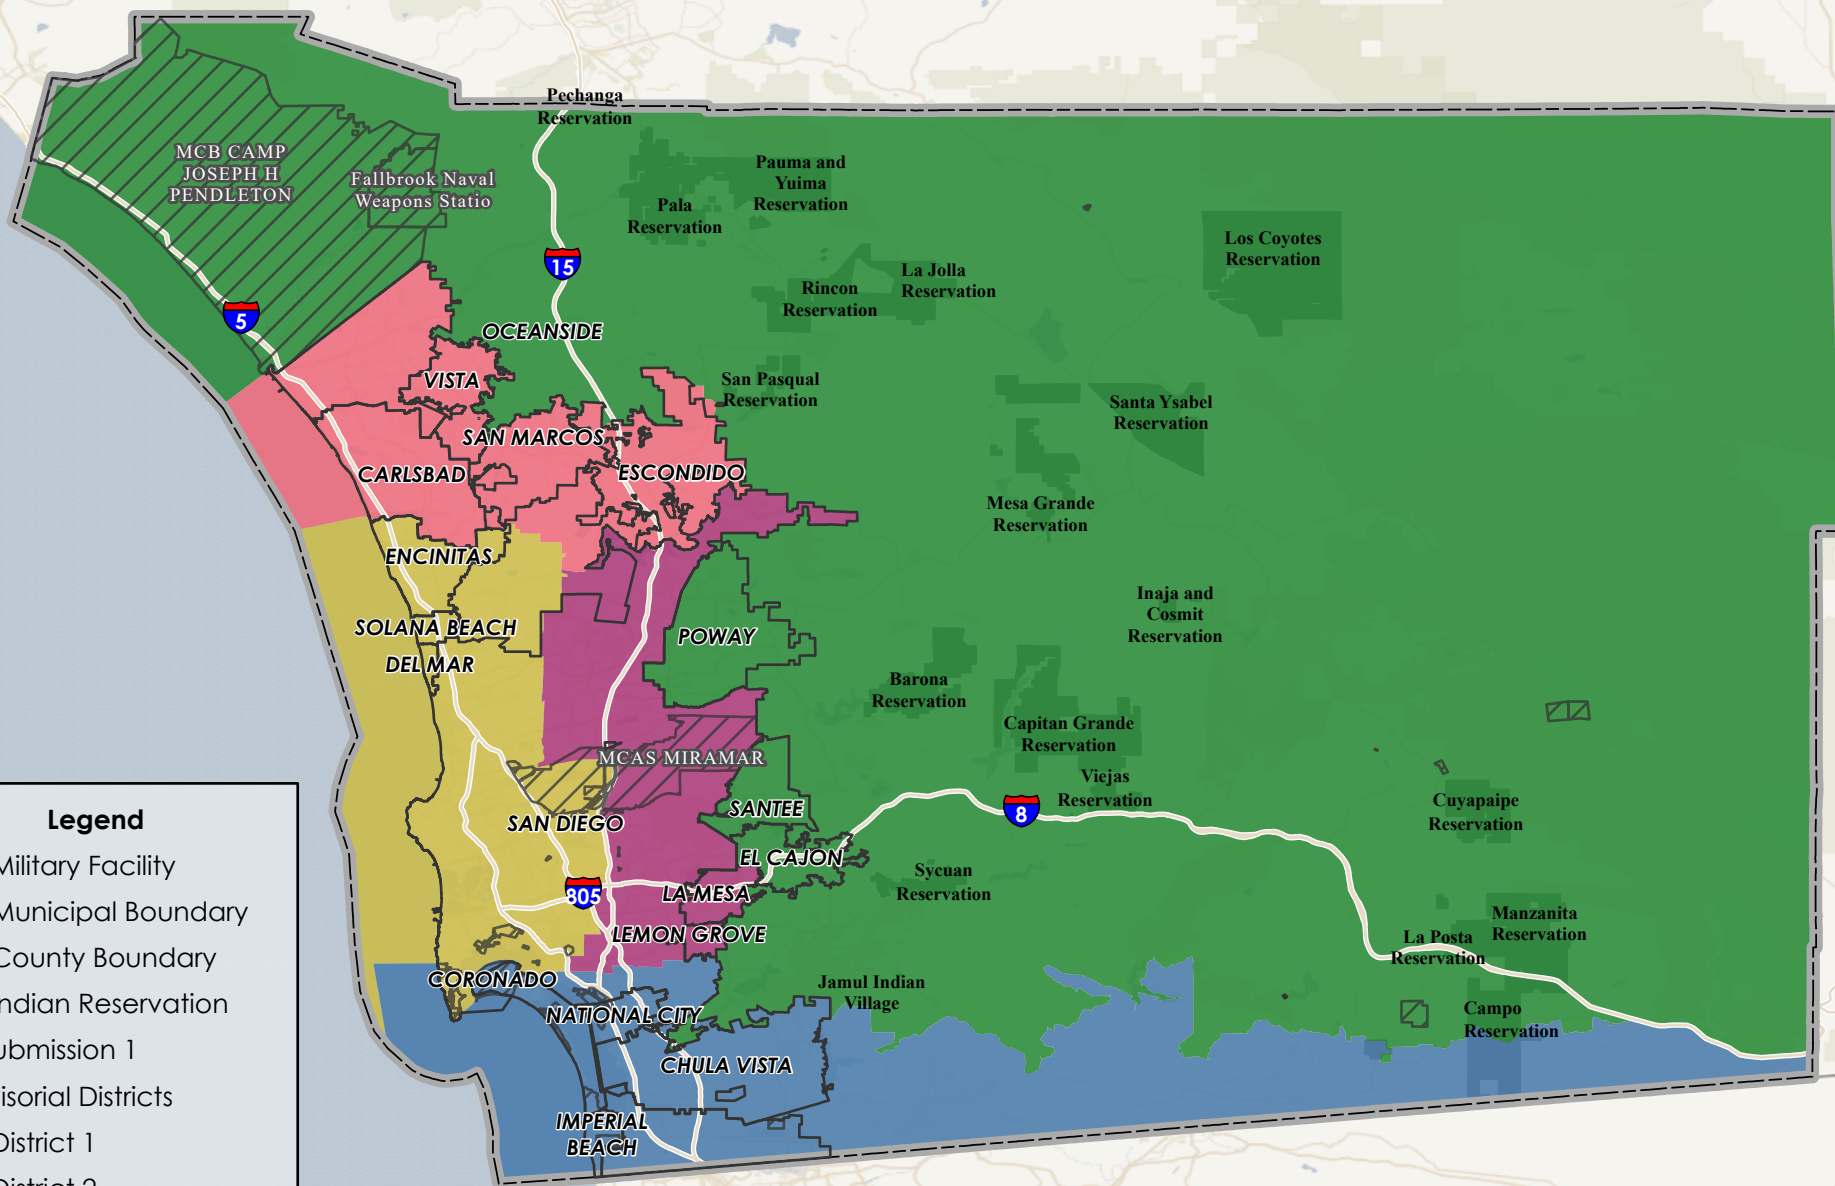 Pechanga
Reservation
MCB CAMP
JOSEPH H
PENDLETON
Fallbrook Naval
Weapons Statio
Pauma and
Yuima
Reservation
Pala
Reservation
15
Los Coyotes
Reservation
La Jolla
Reservation
Rincon
Reservation
5
OCEANSIDE
VISTA
San Pasqual
Reservation
Santa Ysabel
Reservation
SAN MARCOS
CARLSBAD
ESCONDIDO
Mesa Grande
Reservation
ENCINITAS
Inaja and
Cosmit
Reservation
SOLANA BEACH
POWAY
DEL MAR
Barona
Reservation
Capitan Grande
Reservation
MCAS MIRAMAR
Viejas
Reservation
8
SANTEE
Cuyapaipe
Reservation
SAN DIEGO
EL CAJON
Sycuan
Reservation
805
LA MESA
LEMON GROVE
Manzanita
Reservation
La Posta
Reservation
CORONADO
Jamul Indian
Village
NATIONAL CITY
Campo
Reservation
CHULA VISTA
IMPERIAL
BEACH
Legend
Military Facility
Municipal Boundary
County Boundary
ndian Reservation
ubmission 1
isorial Districts
District 1